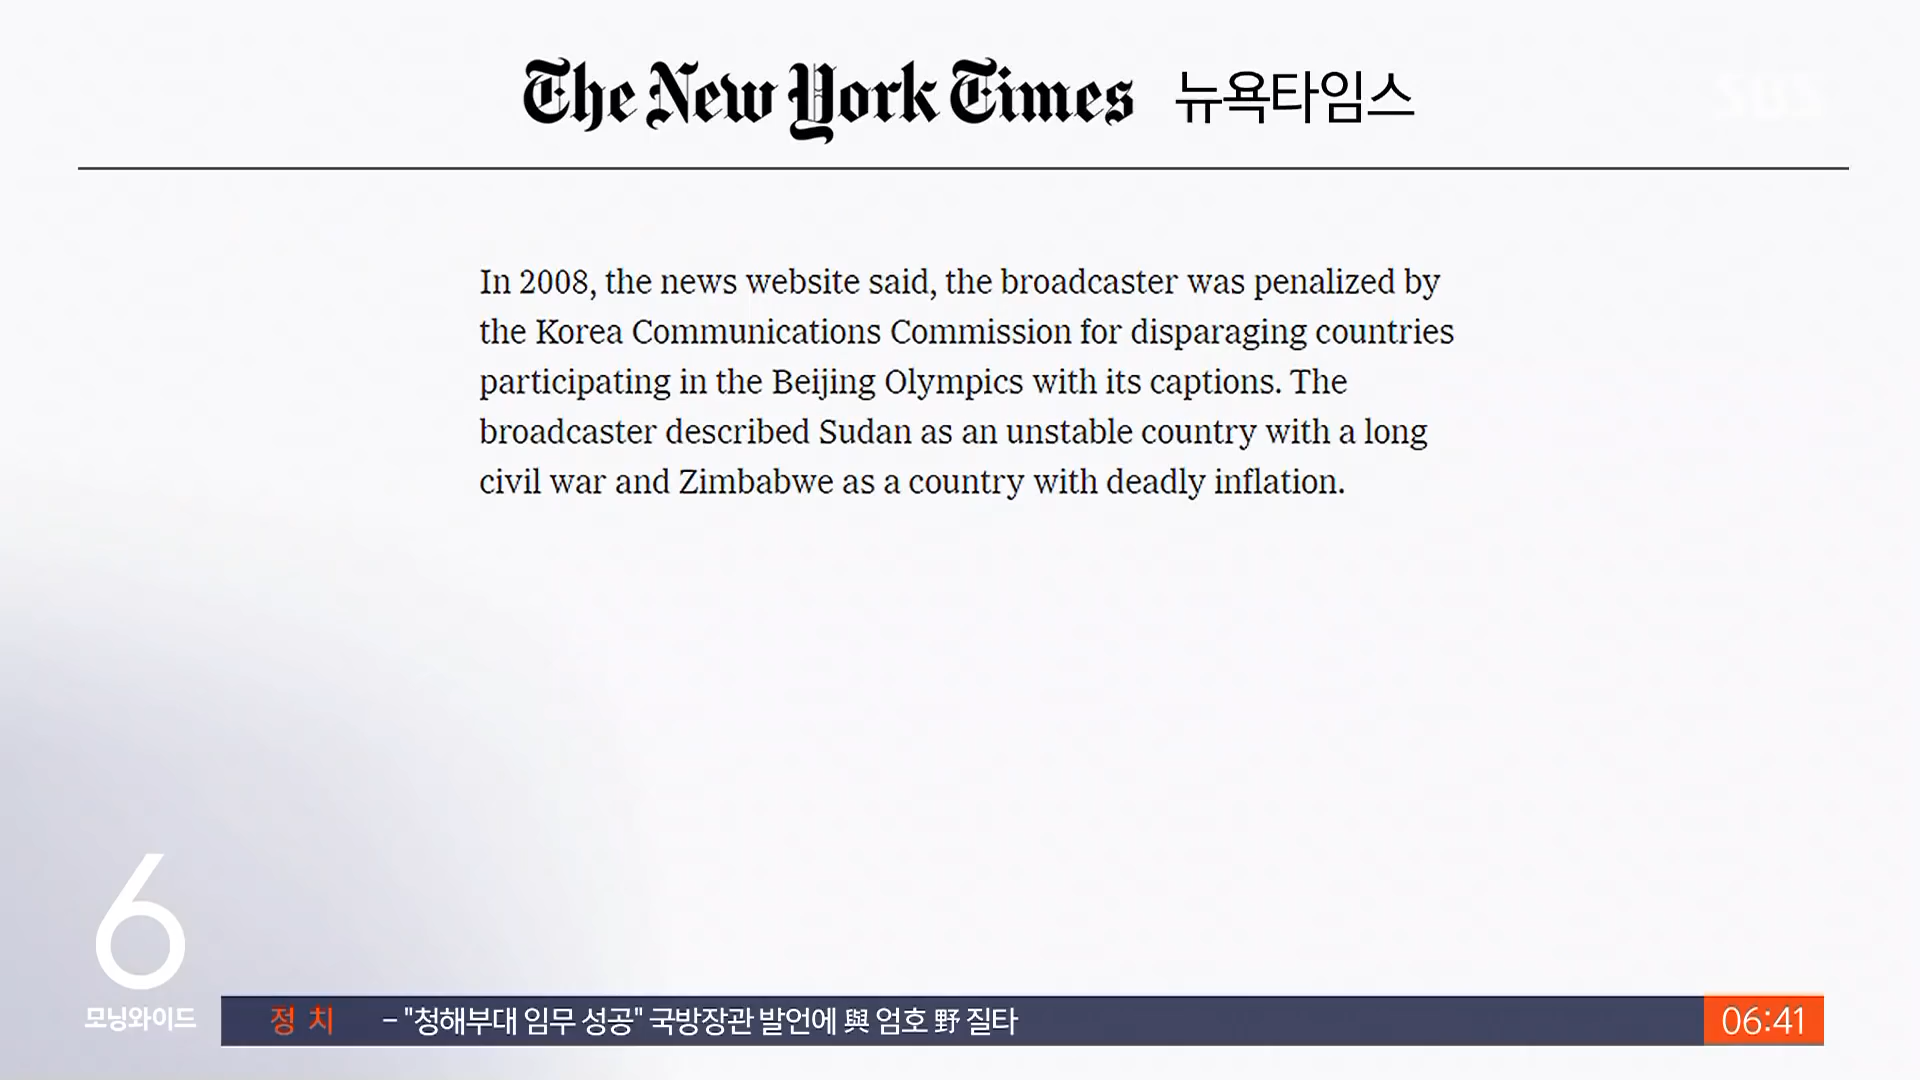 The New York Times 뉴욕타임스
SBS
In 2008, the news website said, the broadcaster was penalized by
the Korea Communications Commission for disparaging countries
participating in the Beijing Olympics with its captions. The
broadcaster described Sudan as an unstable country with a long
civil war and Zimbabwe as a country with deadly inflation.
6
모닝와이드
정 치 – "청해부대 임무 성공" 국방장관 발언에 與 엄호 野 질타 06:41